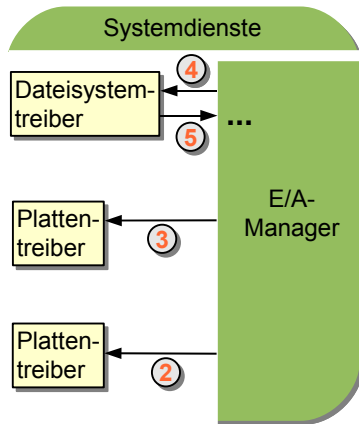 Systemdienste
4
Dateisystem-
treiber
5
...
E/A-
Manager
Platten-
treiber
3
Platten-
treiber
2